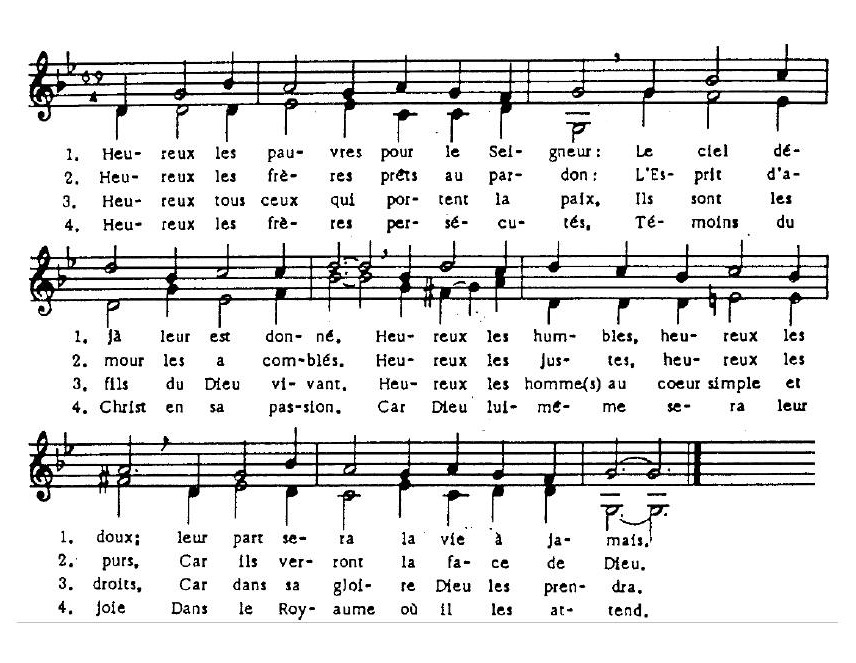 1. Heu- reux les pau- vres pour le Sei- gneur: Le ciel dé-
2. Heu- reux les frè- res prêts au par- don: L'Es- prit d'a-
3. Heu- reux tous ceux qui por- tent la paix, Ils sont les
4. Heu- reux les frè- res per- sé- cu- tés, Té- moins du
1. jà leur est don- né. Heu- reux les hum- bles, heu- reux les
2. mour les a com-blés. Heu- reux les jus- tes, heu- reux les
3. fils du Dieu vi- vant. Heu- reux les homme(s) au coeur simple et
4. Christ en sa pas-sion. Car Dieu lui- mé- me se- ra leur
1. doux; leur part se- ra la vie à ja- mais.
2. purs, Car ils ver- ront la fa- ce de Dieu.
3. droits, Car dans sa gloi- re Dieu les pren- dra.
4. joie Dans le Roy- aume où il les at- tend.